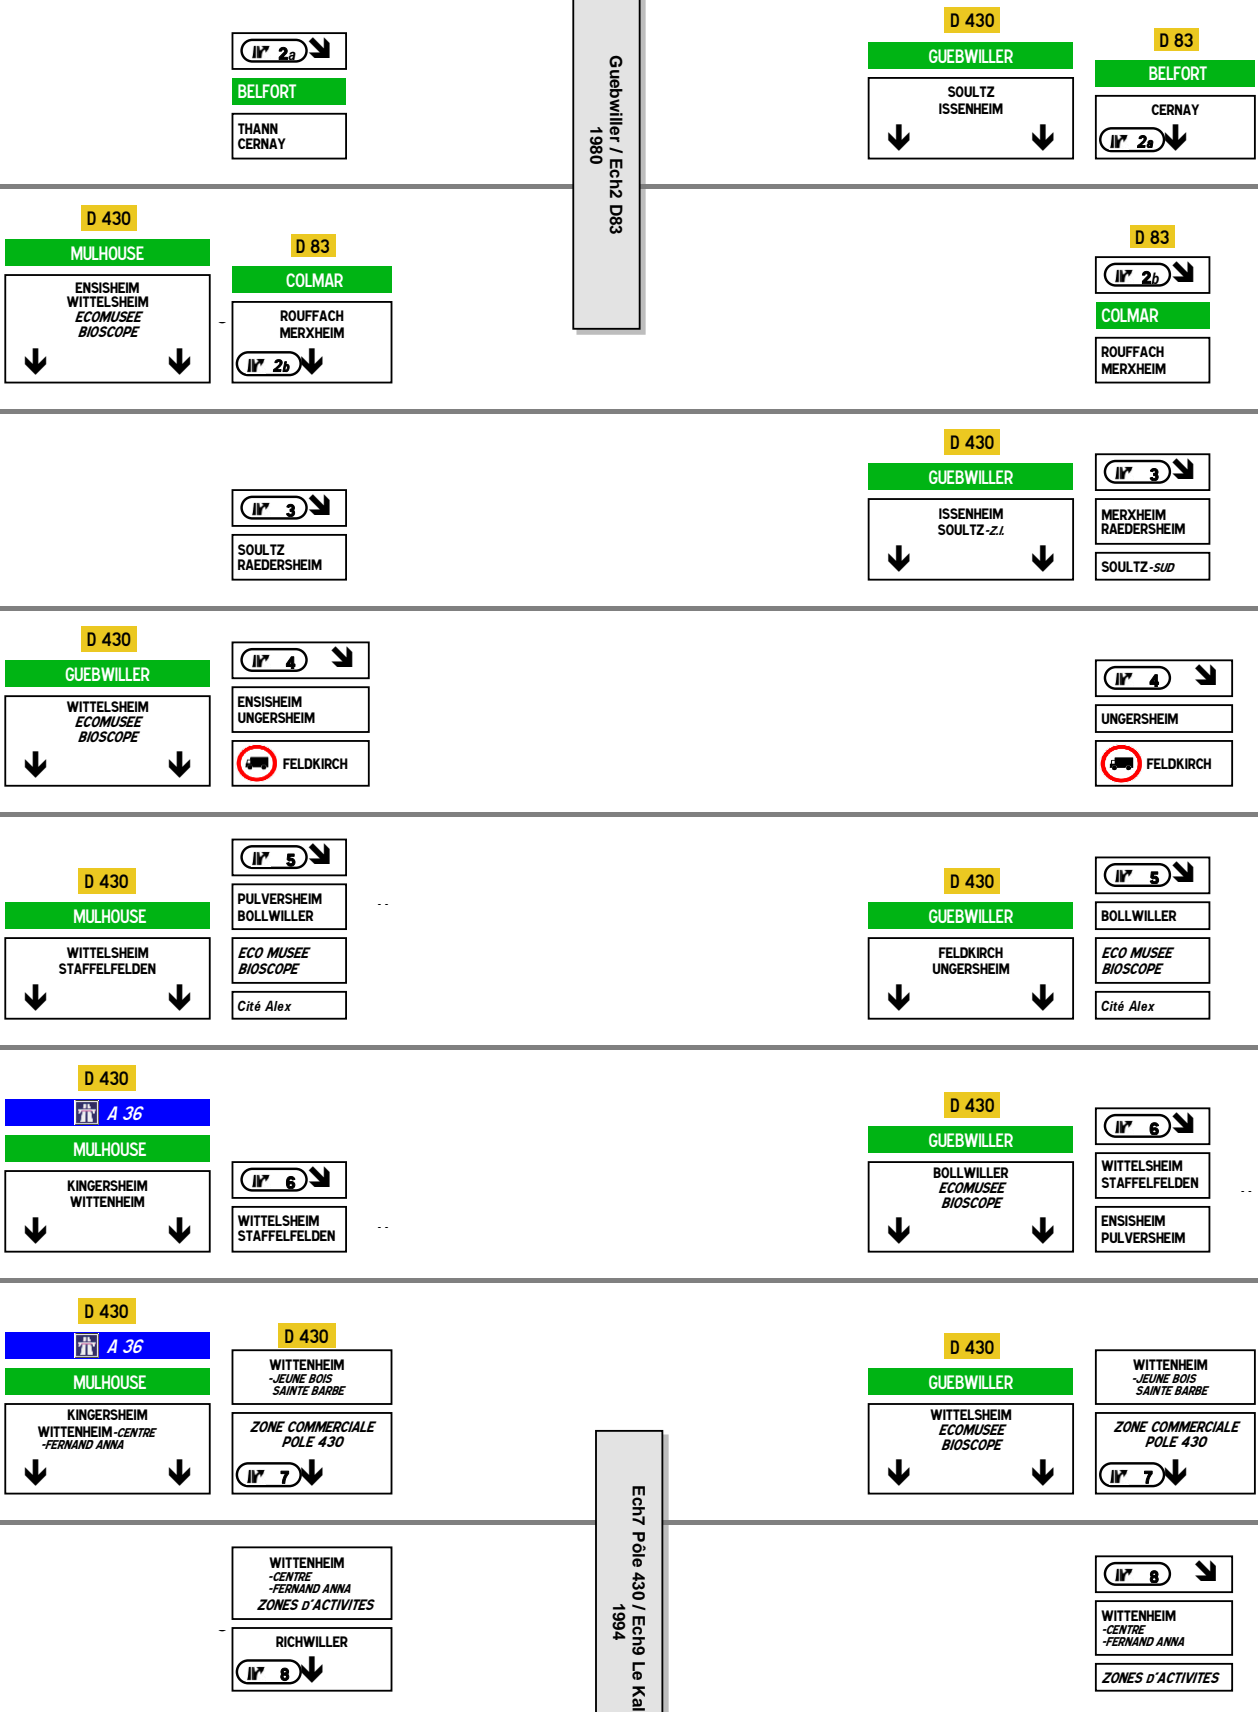 2a
BELFORT
THANN
CERNAY
Guebwiller / Ech2 D83
1980
D 430
GUEBWILLER
SOULTZ
ISSENHEIM
D 83
BELFORT
CERNAY
2a
D 430
MULHOUSE
ENSISHEIM
WITTELSHEIM
ECOMUSEE
BIOSCOPE
D 83
COLMAR
ROUFFACH
MERXHEIM
2b
D 83
2b
COLMAR
ROUFFACH
MERXHEIM
3
SOULTZ
RAEDERSHEIM
D 430
GUEBWILLER
ISSENHEIM
SOULTZ-Z.I.
3
MERXHEIM
RAEDERSHEIM
SOULTZ-SUD
D 430
GUEBWILLER
WITTELSHEIM
ECOMUSEE
BIOSCOPE
4
ENSISHEIM
UNGERSHEIM
FELDKIRCH
4
UNGERSHEIM
FELDKIRCH
D 430
MULHOUSE
WITTELSHEIM
STAFFELFELDEN
5
PULVERSHEIM
BOLLWILLER
ECO MUSEE
BIOSCOPE
Cité Alex
D 430
GUEBWILLER
FELDKIRCH
UNGERSHEIM
5
BOLLWILLER
ECO MUSEE
BIOSCOPE
Cité Alex
D 430
A 36
MULHOUSE
KINGERSHEIM
WITTENHEIM
6
WITTELSHEIM
STAFFELFELDEN
D 430
GUEBWILLER
BOLLWILLER
ECOMUSEE
BIOSCOPE
6
WITTELSHEIM
STAFFELFELDEN
ENSISHEIM
PULVERSHEIM
D 430
A 36
MULHOUSE
KINGERSHEIM
WITTENHEIM-CENTRE
-FERNAND ANNA
D 430
WITTENHEIM
-JEUNE BOIS
SAINTE BARBE
ZONE COMMERCIALE
POLE 430
7
D 430
GUEBWILLER
WITTELSHEIM
ECOMUSEE
BIOSCOPE
WITTENHEIM
-JEUNE BOIS
SAINTE BARBE
ZONE COMMERCIALE
POLE 430
7
WITTENHEIM
-CENTRE
-FERNAND ANNA
ZONES D'ACTIVITES
RICHWILLER
8
Ech7 Pôle 430 / Ech9 Le Kal
1994
8
WITTENHEIM
-CENTRE
-FERNAND ANNA
ZONES D'ACTIVITES